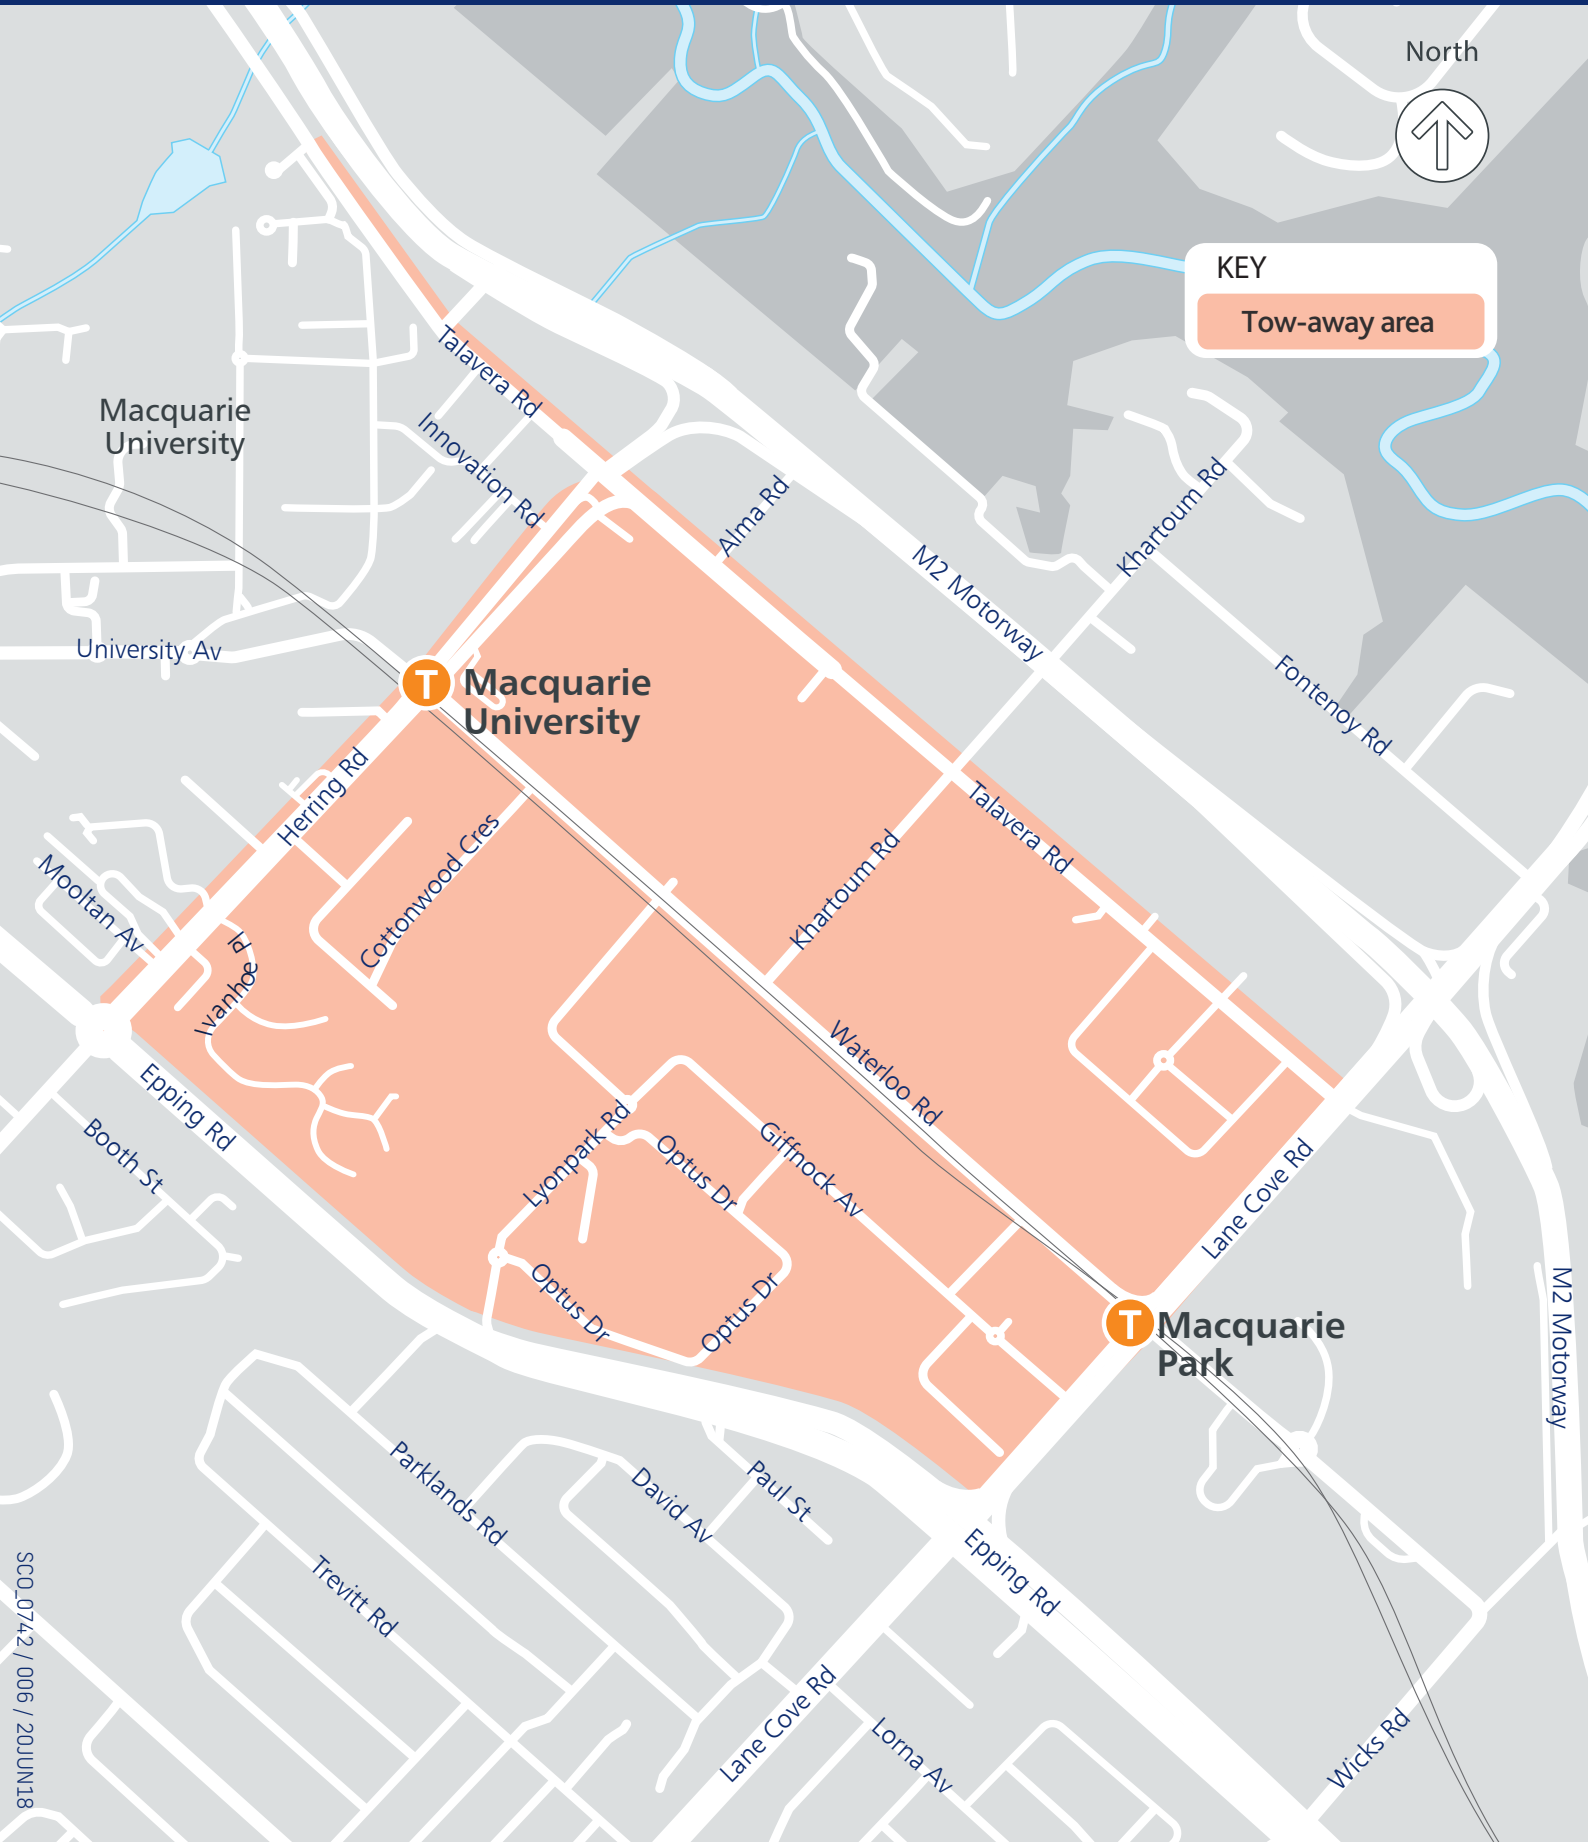 North
KEY
Tow-away area
Talavera Rd
Macquarie
University
Innovation Rd
Alma Rd
Khartoum Rd
M2 Motorway
University Av
T
Macquarie
University
Fontenoy Rd
Herring Rd
Talavera Rd
Cottonwood Cres
Khartoum Rd
Mooltan Av
Ivanhoe Pl
Waterloo Rd
Epping Rd
Booth St
Lyonpark Rd
Optus Dr
Giffnock Av
Lane Cove Rd
Optus Dr
Optus Dr
T
Macquarie
Park
M2 Motorway
Parklands Rd
David Av
Paul St
Epping Rd
Trevitt Rd
Lane Cove Rd
Lorna Av
Wicks Rd
SCO_0742 / 006 / 20JUN18